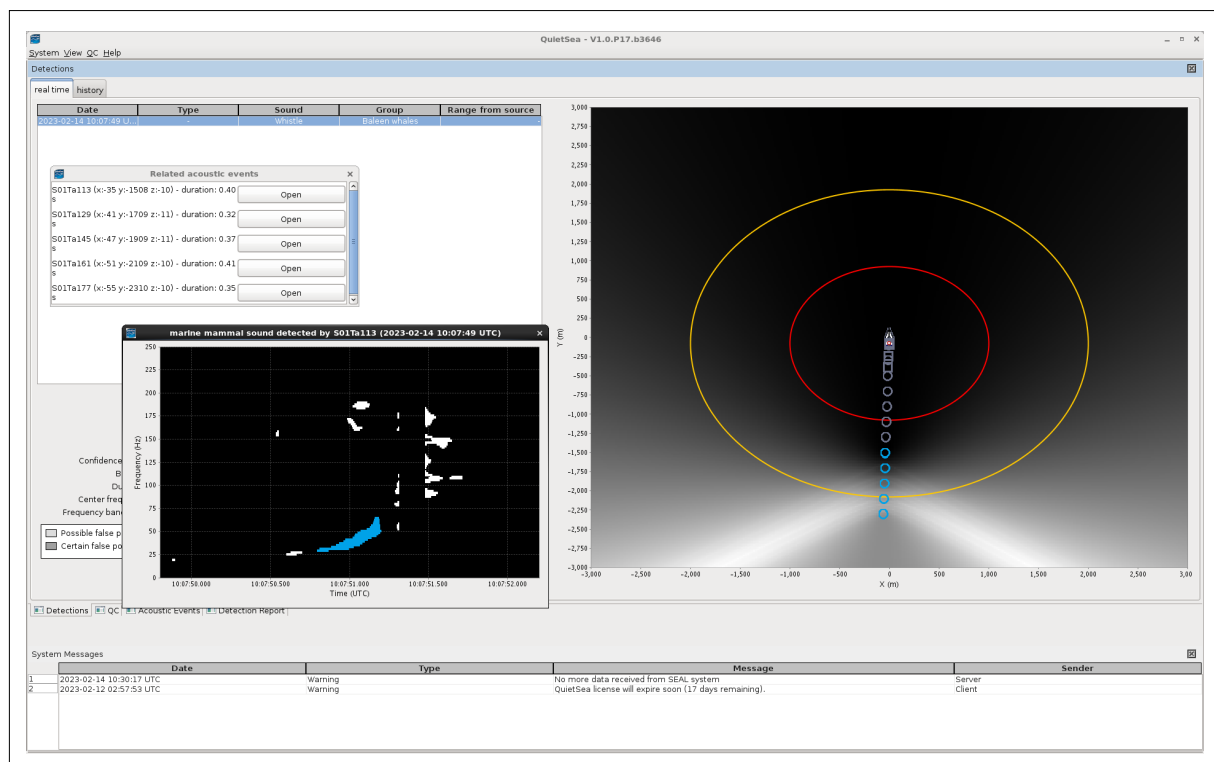 QuietSea - V1.0.P17.b3646
System View QC Help
Detections
real time history
Date Type Sound Group Range from source
2023-02-14 10:07:49 U... - Whistle Baleen whales -
Related acoustic events
S01Ta113 (x:-35 y:-1508 z:-10) - duration: 0.40 s Open
S01Ta129 (x:-41 y:-1709 z:-11) - duration: 0.32 s Open
S01Ta145 (x:-47 y:-1909 z:-11) - duration: 0.37 s Open
S01Ta161 (x:-51 y:-2109 z:-10) - duration: 0.41 s Open
S01Ta177 (x:-55 y:-2310 z:-10) - duration: 0.35 s Open
marine mammal sound detected by S01Ta113 (2023-02-14 10:07:49 UTC)
250
225
200
175
150
125
100
75
50
25
0
Frequency (Hz)
10:07:50.000 10:07:50.500 10:07:51.000 10:07:51.500 10:07:52.000
Time (UTC)
Confidence
B
Du
Center freq
Frequency band
Possible false p
Certain false po
3,000
2,750
2,500
2,250
2,000
1,750
1,500
1,250
1,000
750
500
250
0
-250
-500
-750
-1,000
-1,250
-1,500
-1,750
-2,000
-2,250
-2,500
-2,750
-3,000
Y (m)
-3,000 -2,500 -2,000 -1,500 -1,000 -500 0 500 1,000 1,500 2,000 2,500 3,00
X (m)
Detections QC Acoustic Events Detection Report
System Messages
Date Type Message Sender
1 2023-02-14 10:30:17 UTC Warning No more data received from SEAL system Server
2 2023-02-12 02:57:53 UTC Warning QuietSea license will expire soon (17 days remaining). Client